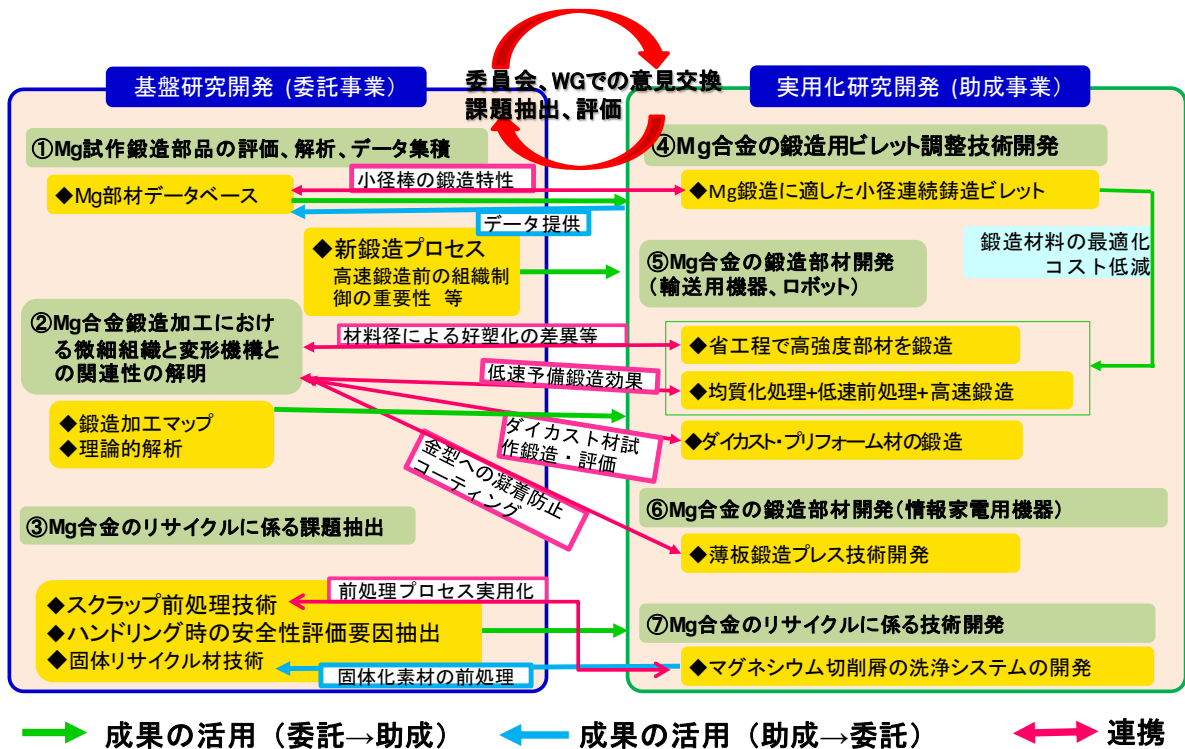 委員会、WGでの意見交換
課題抽出、評価
基盤研究開発 (委託事業)
①Mg試作鍛造部品の評価、解析、データ集積
◆Mg部材データベース
小径棒の鍛造特性
データ提供
◆新鍛造プロセス
高速鍛造前の組織制
御の重要性 等
②Mg合金鍛造加工におけ
る微細組織と変形機構と
の関連性の解明
材料径による好塑化の差異等
低速予備鍛造効果
◆鍛造加工マップ
◆理論的解析
ダイカスト材試
作鍛造・評価
金型への凝着防止
コーティング
③Mg合金のリサイクルに係る課題抽出
前処理プロセス実用化
◆スクラップ前処理技術
◆ハンドリング時の安全性評価要因抽出
◆固体リサイクル材技術
固体化素材の前処理
実用化研究開発 (助成事業)
④Mg合金の鍛造用ビレット調整技術開発
◆Mg鍛造に適した小径連続鋳造ビレット
鍛造材料の最適化
コスト低減
⑤Mg合金の鍛造部材開発
(輸送用機器、ロボット)
◆省工程で高強度部材を鍛造
◆均質化処理+低速前処理+高速鍛造
◆ダイカスト・プリフォーム材の鍛造
⑥Mg合金の鍛造部材開発(情報家電用機器)
◆薄板鍛造プレス技術開発
⑦Mg合金のリサイクルに係る技術開発
◆マグネシウム切削屑の洗浄システムの開発
成果の活用 (委託→助成)
成果の活用 (助成→委託)
連携